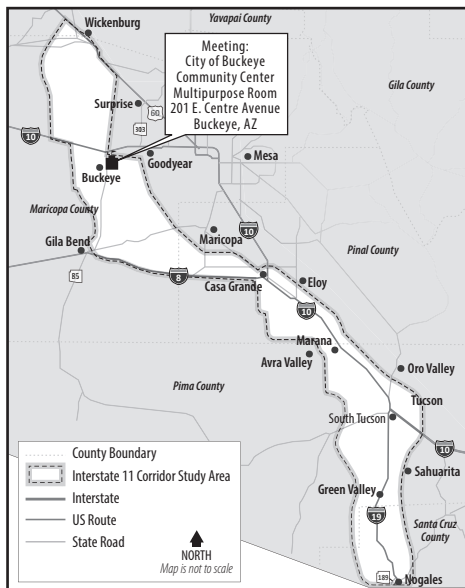 Yavapai County
Wickenburg
Meeting:
City of Buckeye
Community Center
Multipurpose Room
201 E. Centre Avenue
Buckeye, AZ
Gila County
Surprise
60
303
10
Goodyear
Mesa
Buckeye
Maricopa County
Maricopa
10
Pinal County
Gila Bend
85
8
Casa Grande
Eloy
10
Marana
Avra Valley
Oro Valley
Pima County
Tucson
South Tucson
10
Sahuarita
Green Valley
19
Santa Cruz
County
189
Nogales
County Boundary
Interstate 11 Corridor Study Area
Interstate
US Route
State Road
NORTH
Map is not to scale